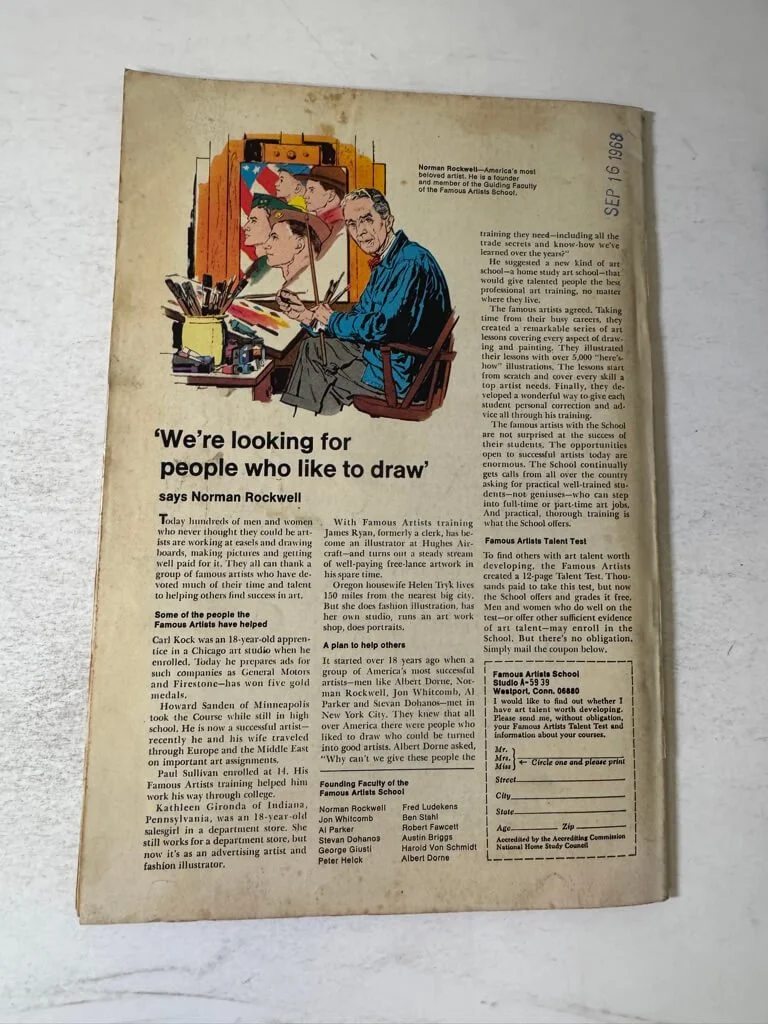 Norman Rockwell—America's most
beloved artist. He is a founder
and member of the Guiding Faculty
of the Famous Artists School.
SEP 16 1968
'We're looking for
people who like to draw'
says Norman Rockwell
Today hundreds of men and women
who never thought they could be art-
ists are working at easels and drawing
boards, making pictures and getting
well paid for it. They all can thank a
group of famous artists who have de-
voted much of their time and talent
to helping others find success in art.
Some of the people the
Famous Artists have helped
Carl Kock was an 18-year-old appren-
tice in a Chicago art studio when he
enrolled. Today he prepares ads for
such companies as General Motors
and Firestone—has won five gold
medals.
Howard Sanden of Minneapolis
took the Course while still in high
school. He is now a successful artist—
recently he and his wife traveled
through Europe and the Middle East
on important art assignments.
Paul Sullivan enrolled at 14. His
Famous Artists training helped him
work his way through college.
Kathleen Gironda of Indiana,
Pennsylvania, was an 18-year-old
salesgirl in a department store. She
still works for a department store, but
now it's as an advertising artist and
fashion illustrator.
With Famous Artists training
James Ryan, formerly a clerk, has be-
come an illustrator at Hughes Air-
craft—and turns out a steady stream
of well-paying free-lance artwork in
his spare time.
Oregon housewife Helen Tryk lives
150 miles from the nearest big city.
But she does fashion illustration, has
her own studio, runs an art work
shop, does portraits.
A plan to help others
It started over 18 years ago when a
group of America's most successful
artists—men like Albert Dorne, Nor-
man Rockwell, Jon Whitcomb, Al
Parker and Stevan Dohanos—met in
New York City. They knew that all
over America there were people who
liked to draw who could be turned
into good artists. Albert Dorne asked,
"Why can't we give these people the
Founding Faculty of the
Famous Artists School
Norman Rockwell
Jon Whitcomb
Al Parker
Stevan Dohanos
George Giusti
Peter Helck
Fred Ludekens
Ben Stahl
Robert Fawcett
Austin Briggs
Harold Von Schmidt
Albert Dorne
training they need—including all the
trade secrets and know-how we've
learned over the years?"
He suggested a new kind of art
school—a home study art school—that
would give talented people the best
professional art training, no matter
where they live.
The famous artists agreed. Taking
time from their busy careers, they
created a remarkable series of art
lessons covering every aspect of draw-
ing and painting. They illustrated
their lessons with over 5,000 "here's-
how" illustrations. The lessons start
from scratch and cover every skill a
top artist needs. Finally, they de-
veloped a wonderful way to give each
student personal correction and ad-
vice all through his training.
The famous artists with the School
are not surprised at the success of
their students. The opportunities
open to successful artists today are
enormous. The School continually
gets calls from all over the country
asking for practical well-trained stu-
dents—not geniuses—who can step
into full-time or part-time art jobs.
And practical, thorough training is
what the School offers.
Famous Artists Talent Test
To find others with art talent worth
developing, the Famous Artists
created a 12-page Talent Test. Thou-
sands paid to take this test, but now
the School offers and grades it free.
Men and women who do well on the
test—or offer other sufficient evidence
of art talent—may enroll in the
School. But there's no obligation.
Simply mail the coupon below.
Famous Artists School
Studio A-59 39
Westport, Conn. 06880
I would like to find out whether I
have art talent worth developing.
Please send me, without obligation,
your Famous Artists Talent Test and
information about your courses.
Mr.
Mrs. ← Circle one and please print
Miss
Street
City
State
Age Zip
Accredited by the Accrediting Commission
National Home Study Council